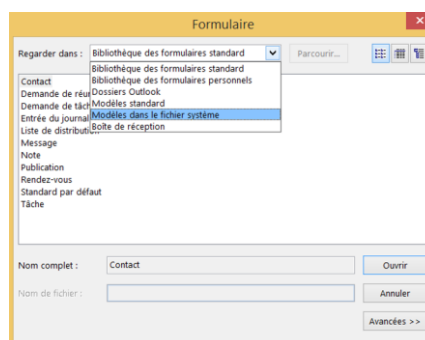 Formulaire
Regarder dans : Bibliothèque des formulaires standard Parcourir...
Bibliothèque des formulaires standard
Bibliothèque des formulaires personnels
Dossiers Outlook
Modèles standard
Modèles dans le fichier système
Boîte de réception
Contact
Demande de réu
Demande de tâch
Entrée du journal
Liste de distribution
Message
Note
Publication
Rendez-vous
Standard par défaut
Tâche
Nom complet : Contact Ouvrir
Nom de fichier : Annuler
Avancées >>